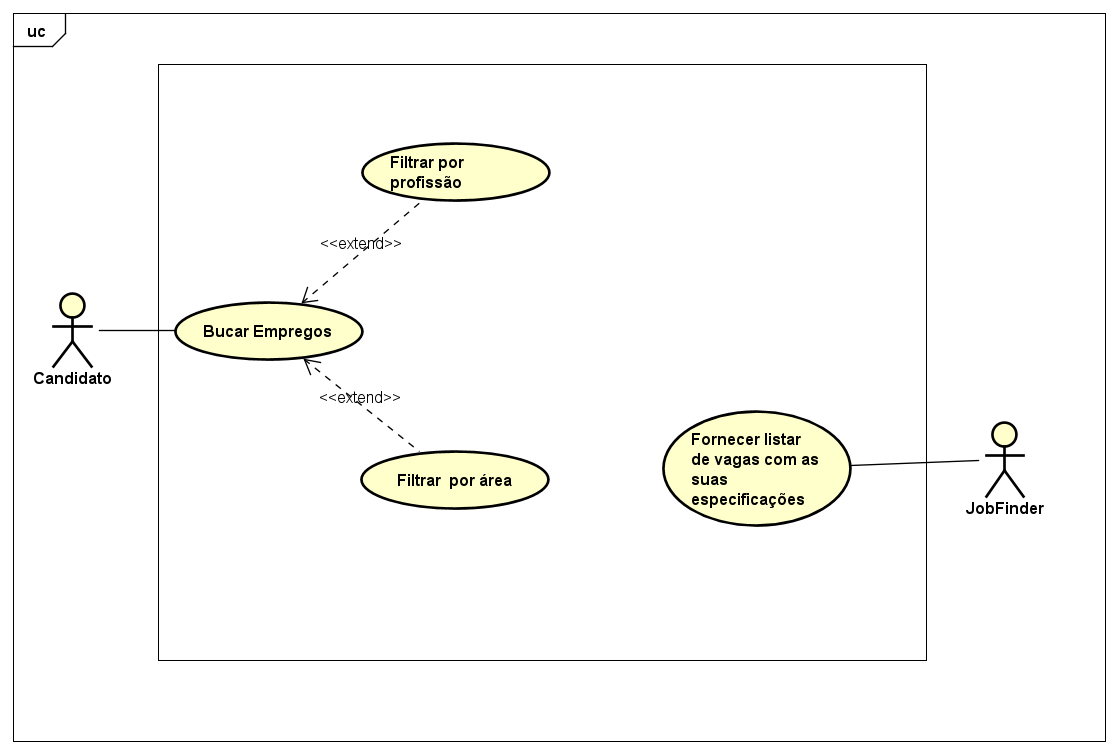 uc
Filtrar por
profissão
<<extend>>
Bucar Empregos
Candidato
<<extend>>
Filtrar por área
Fornecer listar
de vagas com as
suas
especificações
JobFinder